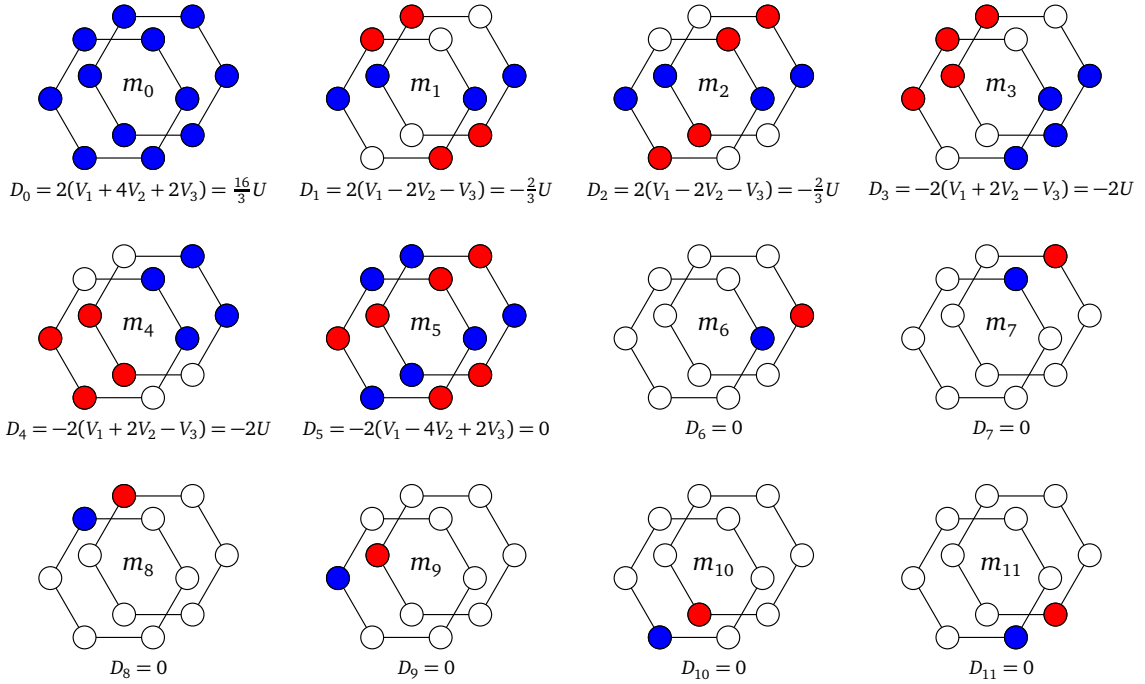 m₀ m₁ m₂ m₃
D₀ = 2(V₁ + 4V₂ + 2V₃) = 16/3 U D₁ = 2(V₁ − 2V₂ − V₃) = −2/3 U D₂ = 2(V₁ − 2V₂ − V₃) = −2/3 U D₃ = −2(V₁ + 2V₂ − V₃) = −2U
m₄ m₅ m₆ m₇
D₄ = −2(V₁ + 2V₂ − V₃) = −2U D₅ = −2(V₁ − 4V₂ + 2V₃) = 0 D₆ = 0 D₇ = 0
m₈ m₉ m₁₀ m₁₁
D₈ = 0 D₉ = 0 D₁₀ = 0 D₁₁ = 0